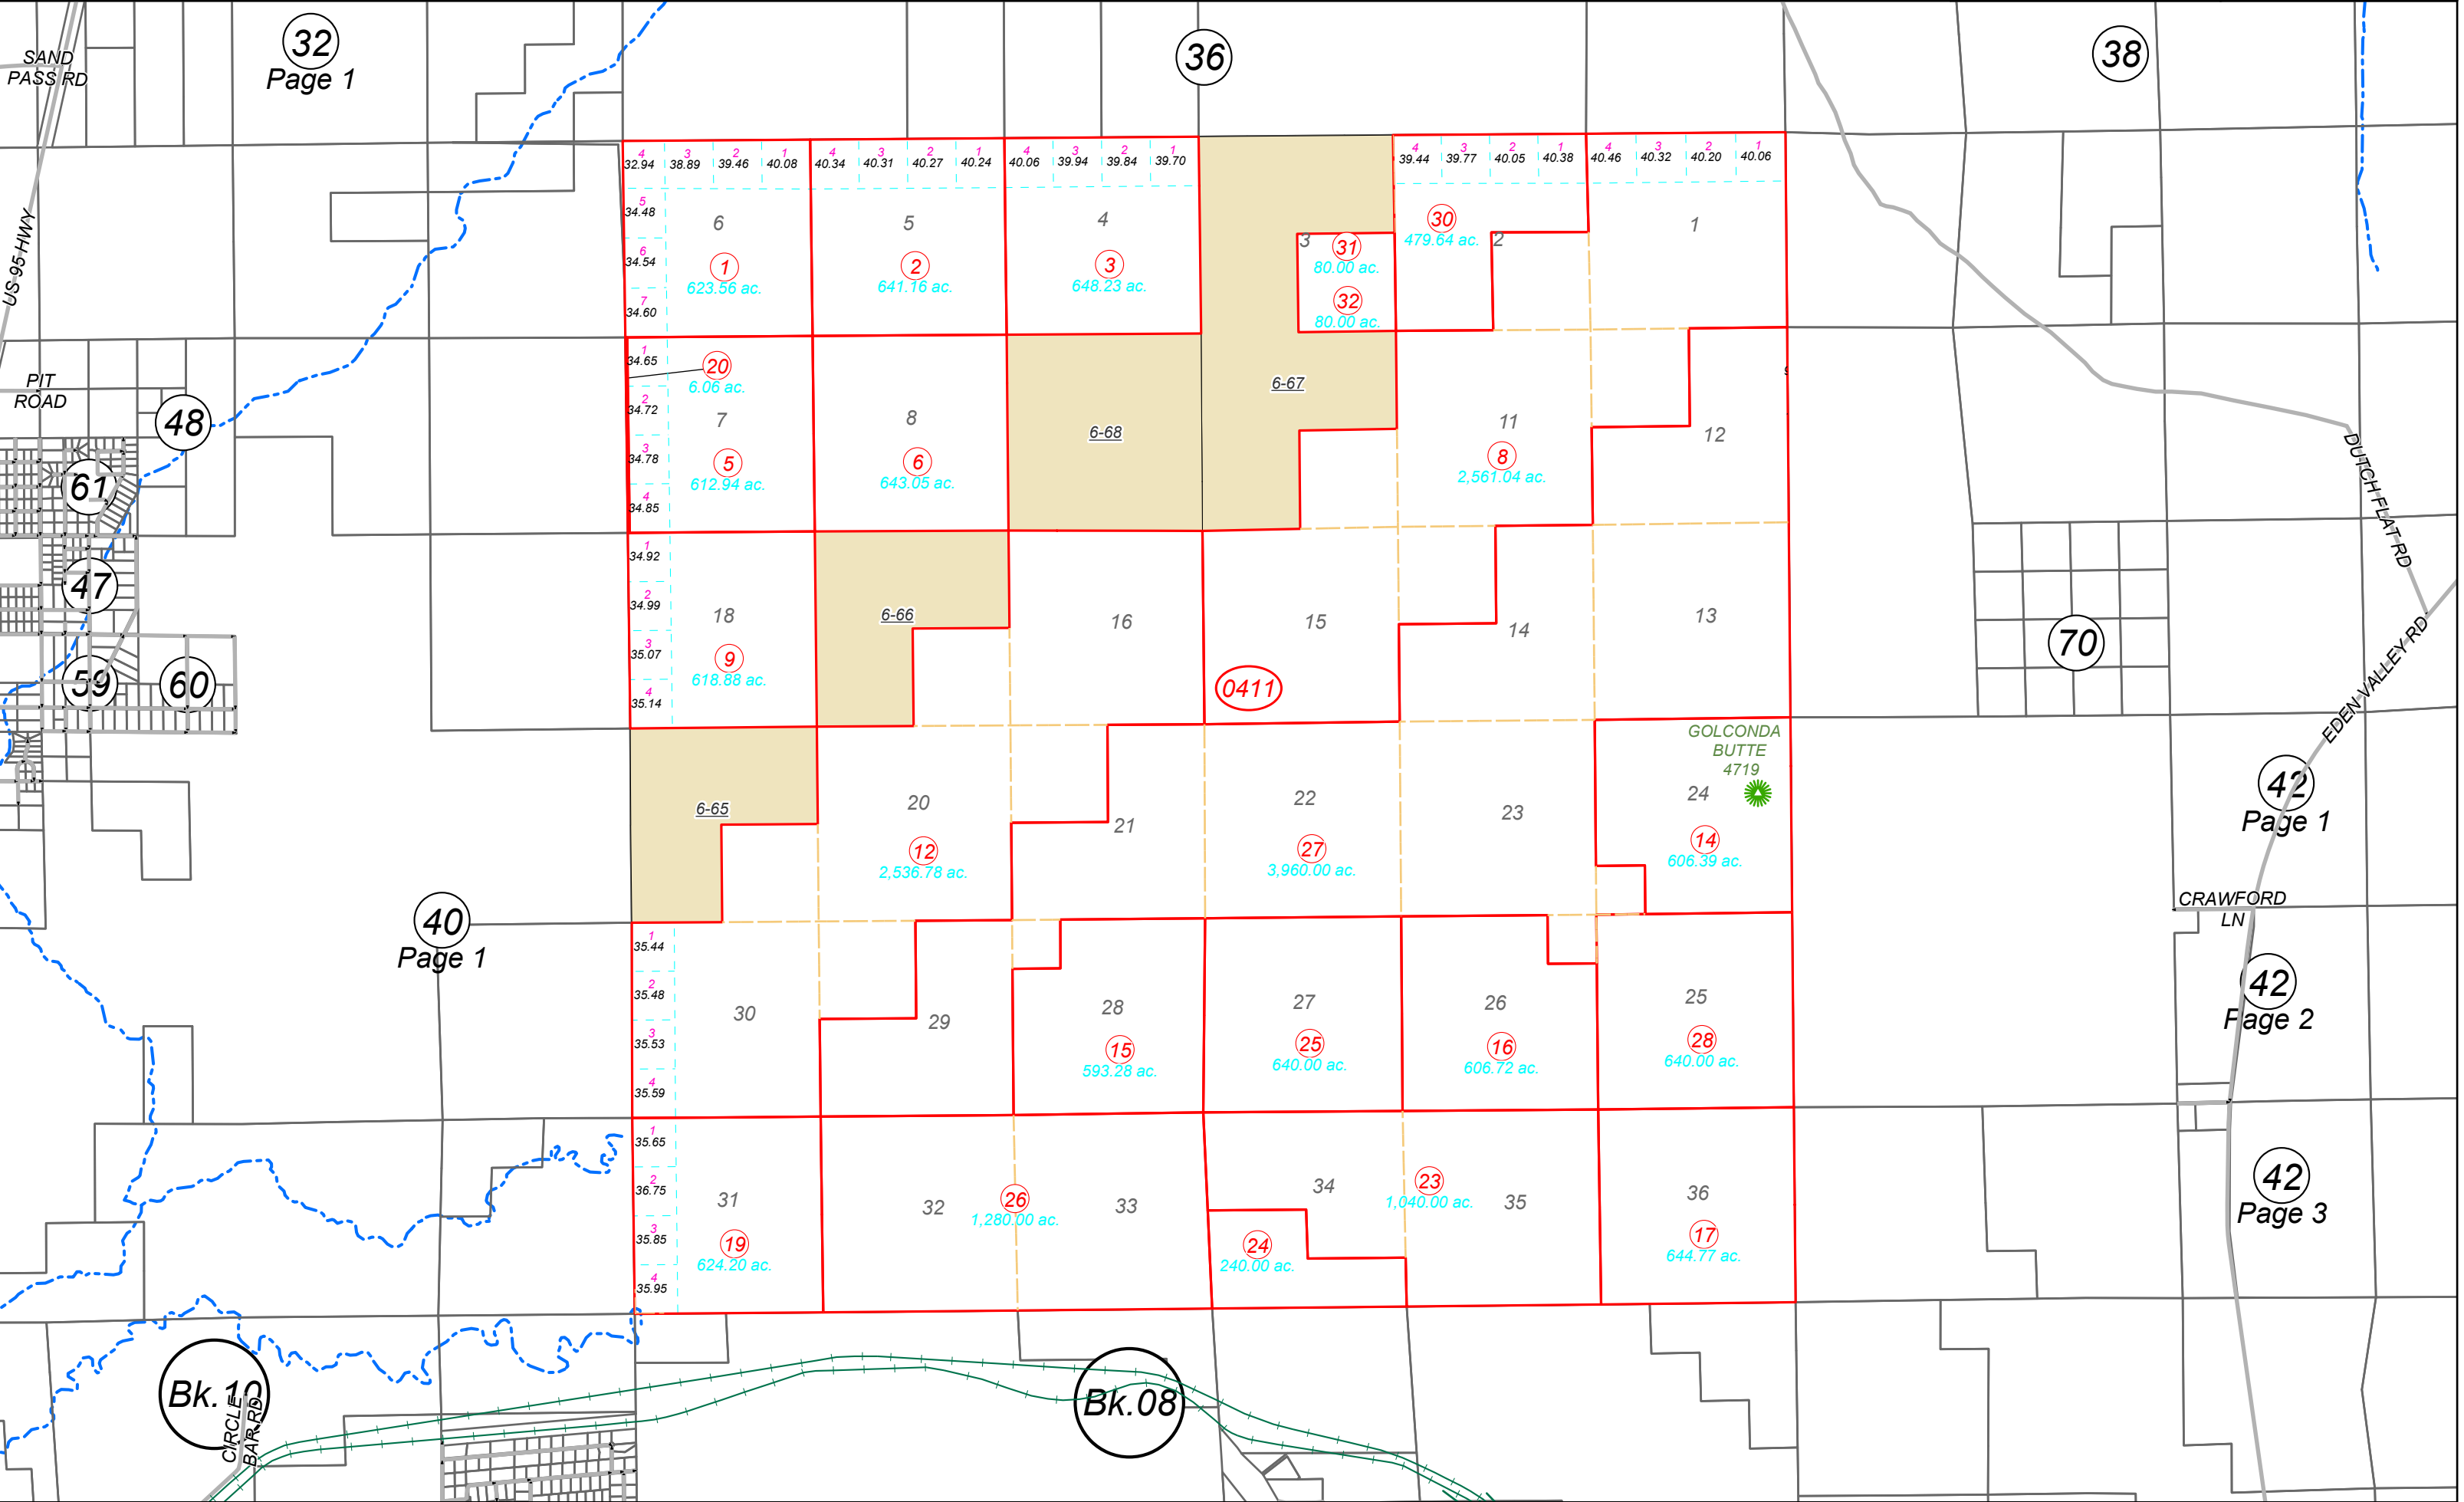 32
Page 1
36
38
SAND
PASS RD
US 95 HWY
4 3 2 1 4 3 2 1 4 3 2 1 4 3 2 1 4 3 2 1
32.94 38.89 39.46 40.08 40.34 40.31 40.27 40.24 40.06 39.94 39.84 39.70 39.44 39.77 40.05 40.38 40.46 40.32 40.20 40.06
5
34.48
6
34.54
7
34.60
6
1
623.56 ac.
5
2
641.16 ac.
4
3
648.23 ac.
3
31
80.00 ac.
32
80.00 ac.
30
479.64 ac.
2
1
PIT
ROAD
48
1
34.65
2
34.72
3
34.78
4
34.85
20
6.06 ac.
7
5
612.94 ac.
8
6
643.05 ac.
6-68
6-67
11
8
2,561.04 ac.
12
DUTCH FLAT RD
61
47
59
60
1
34.92
2
34.99
3
35.07
4
35.14
18
9
618.88 ac.
6-66
16
15
0411
14
13
70
EDEN VALLEY RD
6-65
20
12
2,536.78 ac.
21
22
27
3,960.00 ac.
23
GOLCONDA
BUTTE
4719
24
14
606.39 ac.
42
Page 1
CRAWFORD
LN
40
Page 1
1
35.44
2
35.48
3
35.53
4
35.59
30
29
28
15
593.28 ac.
27
25
640.00 ac.
26
16
606.72 ac.
25
28
640.00 ac.
42
Page 2
1
35.65
2
36.75
3
35.85
4
35.95
31
19
624.20 ac.
32
26
1,280.00 ac.
33
34
24
240.00 ac.
23
1,040.00 ac.
35
36
17
644.77 ac.
42
Page 3
Bk.10
CIRCLE
BAR RD
Bk.08